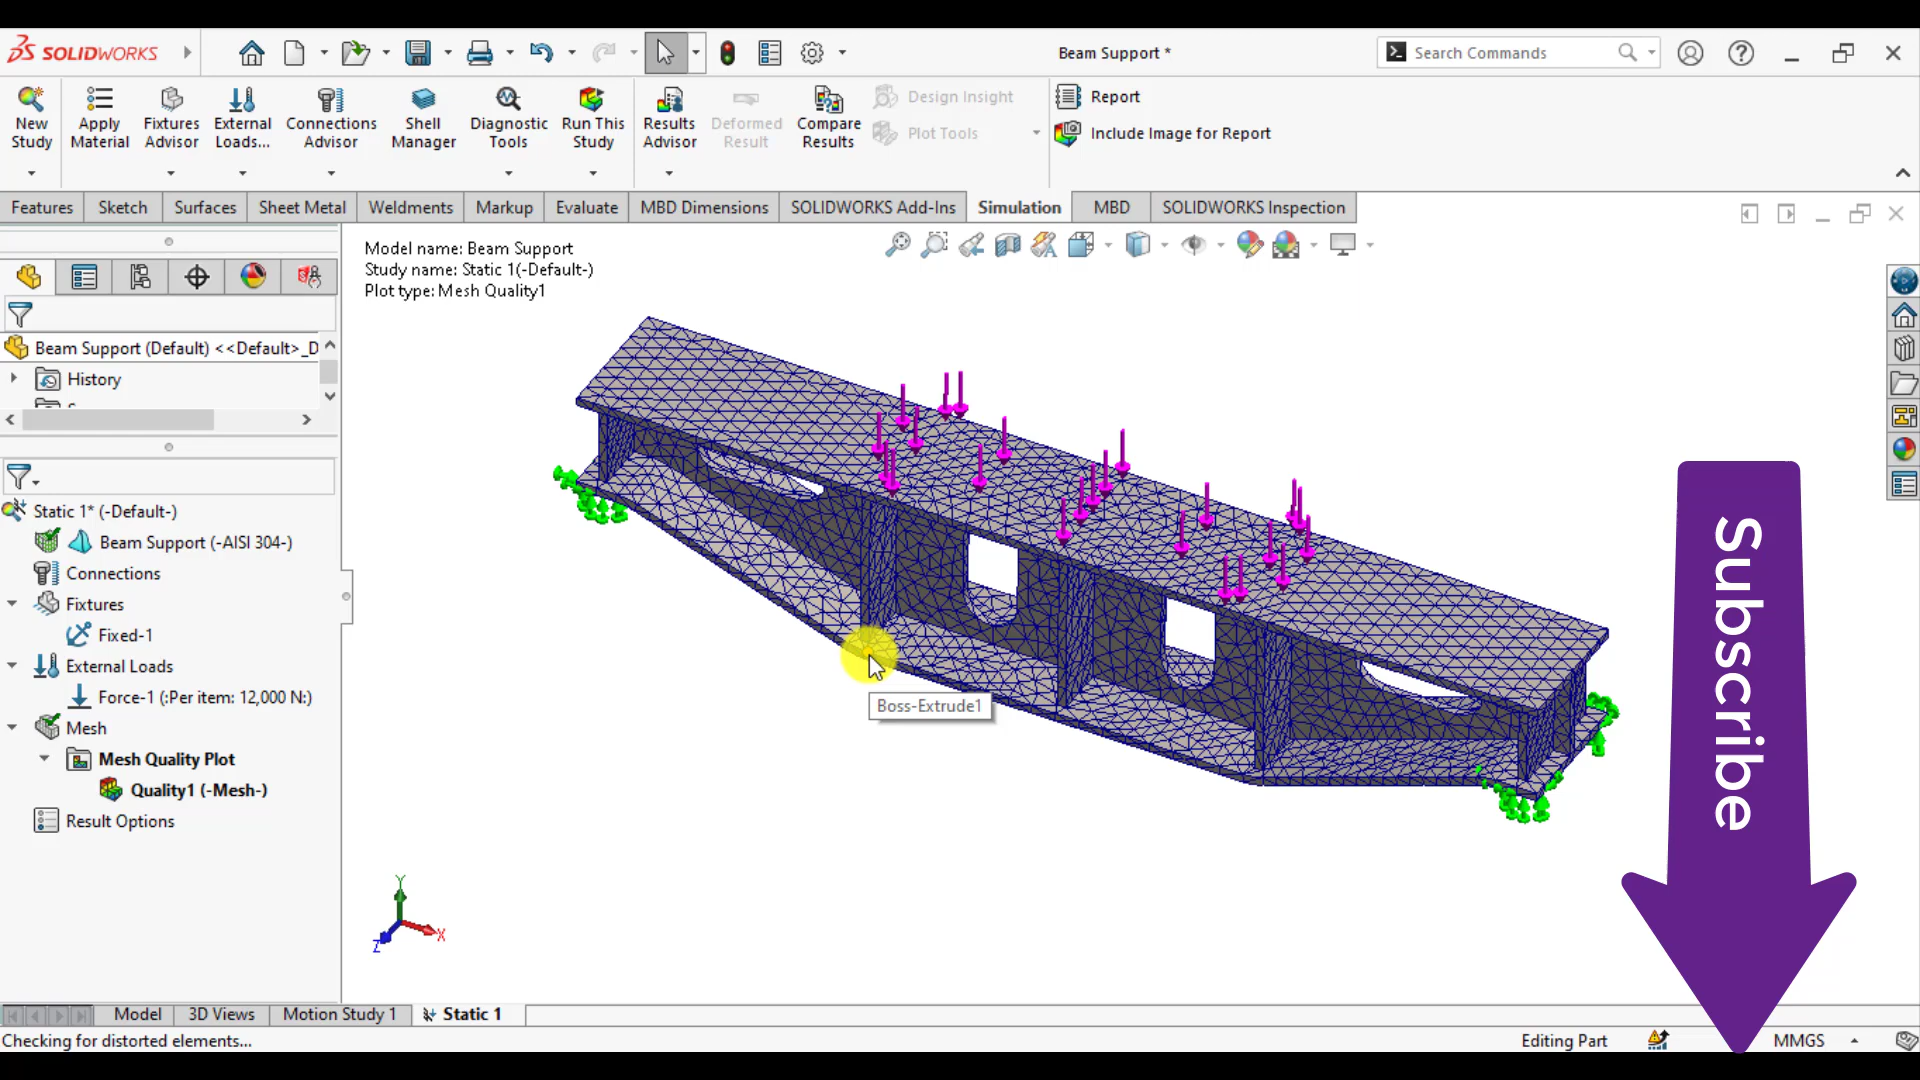 SOLIDWORKS
Beam Support *
Search Commands
New Study
Apply Material
Fixtures Advisor
External Loads...
Connections Advisor
Shell Manager
Diagnostic Tools
Run This Study
Results Advisor
Deformed Result
Compare Results
Design Insight
Plot Tools
Report
Include Image for Report
Features
Sketch
Surfaces
Sheet Metal
Weldments
Markup
Evaluate
MBD Dimensions
SOLIDWORKS Add-Ins
Simulation
MBD
SOLIDWORKS Inspection
Model name: Beam Support
Study name: Static 1(-Default-)
Plot type: Mesh Quality1
Beam Support (Default) <<Default>_D
History
Static 1* (-Default-)
Beam Support (-AISI 304-)
Connections
Fixtures
Fixed-1
External Loads
Force-1 (:Per item: 12,000 N:)
Mesh
Mesh Quality Plot
Quality1 (-Mesh-)
Result Options
Boss-Extrude1
Subscribe
Y
X
Z
Model
3D Views
Motion Study 1
Static 1
Checking for distorted elements...
Editing Part
MMGS